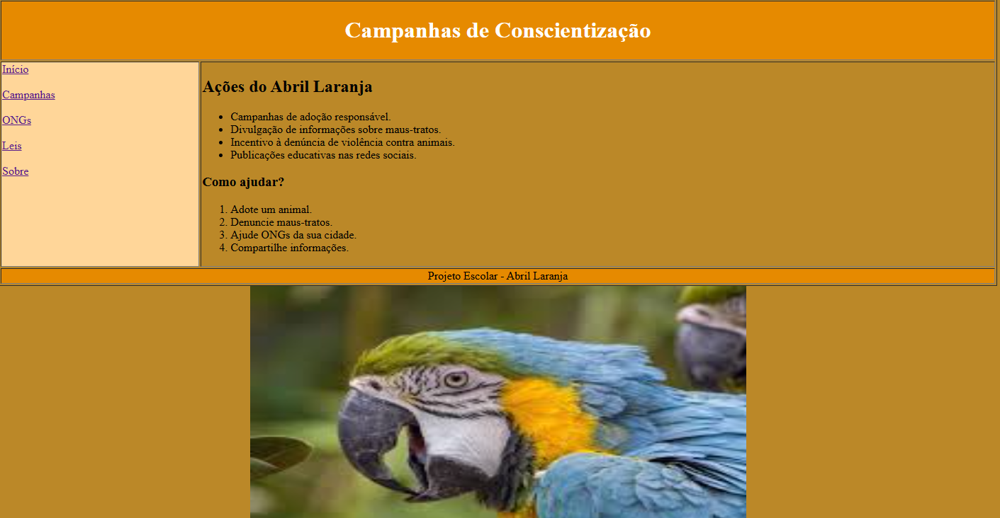 Campanhas de Conscientização
Início
Campanhas
ONGs
Leis
Sobre
Ações do Abril Laranja
• Campanhas de adoção responsável.
• Divulgação de informações sobre maus-tratos.
• Incentivo à denúncia de violência contra animais.
• Publicações educativas nas redes sociais.
Como ajudar?
1. Adote um animal.
2. Denuncie maus-tratos.
3. Ajude ONGs da sua cidade.
4. Compartilhe informações.
Projeto Escolar - Abril Laranja